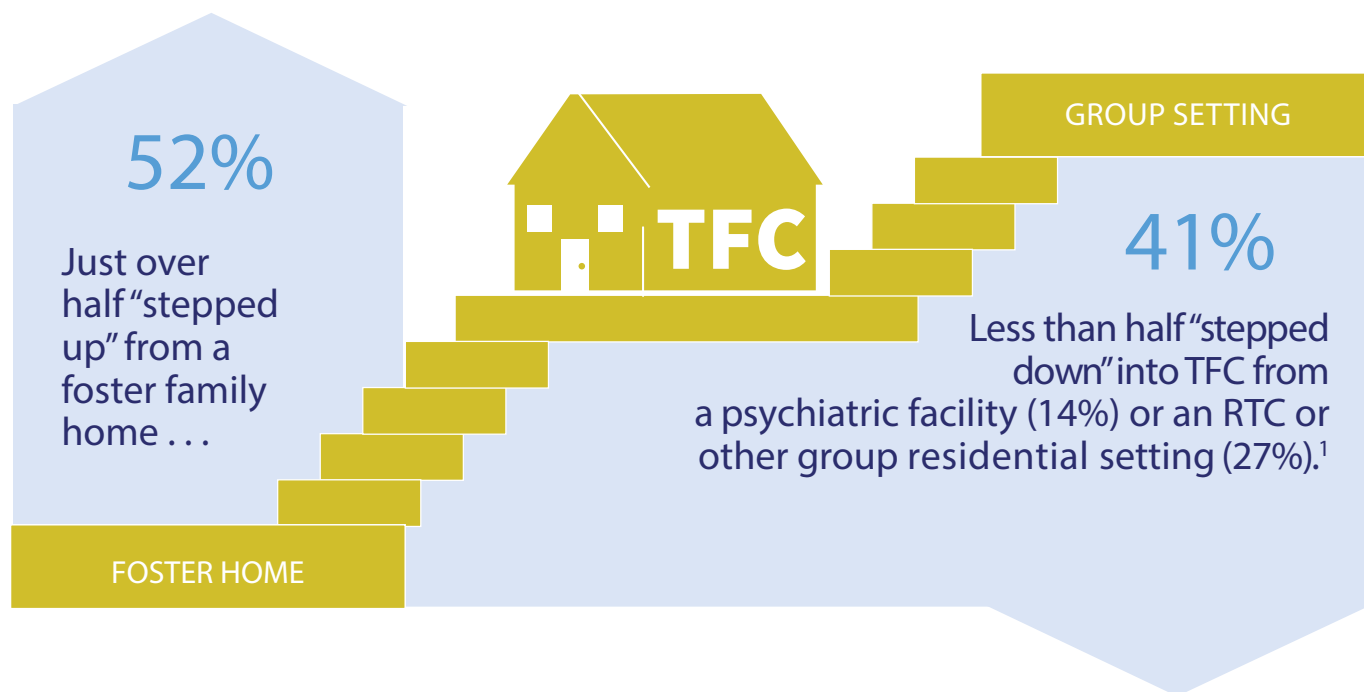 52%
Just over
half “stepped
up” from a
foster family
home . . .
FOSTER HOME
TFC
GROUP SETTING
41%
Less than half “stepped
down” into TFC from
a psychiatric facility (14%) or an RTC or
other group residential setting (27%).¹